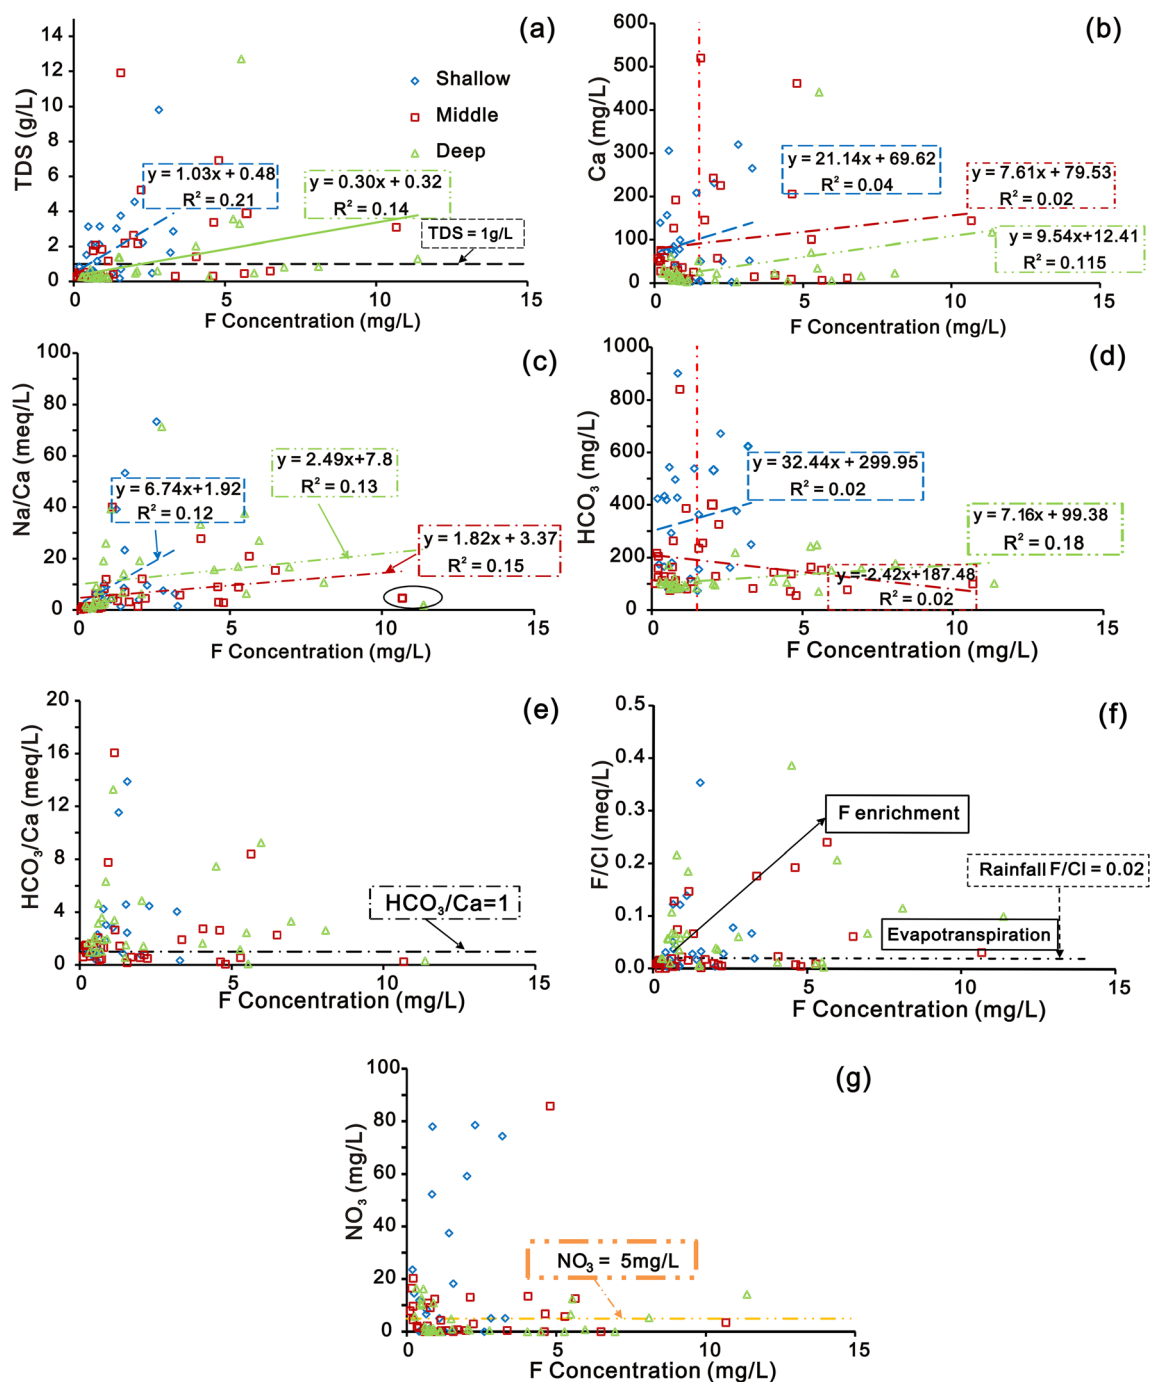 (a)
14
12
10
8
6
4
2
0
TDS (g/L)
Shallow
Middle
Deep
y = 1.03x + 0.48
R² = 0.21
y = 0.30x + 0.32
R² = 0.14
TDS = 1g/L
0
5
10
15
F Concentration (mg/L)
(b)
600
500
400
300
200
100
0
Ca (mg/L)
y = 21.14x + 69.62
R² = 0.04
y = 7.61x + 79.53
R² = 0.02
y = 9.54x+12.41
R² = 0.115
0
5
10
15
F Concentration (mg/L)
(c)
100
80
60
40
20
0
Na/Ca (meq/L)
y = 2.49x+7.8
R² = 0.13
y = 6.74x+1.92
R² = 0.12
y = 1.82x + 3.37
R² = 0.15
0
5
10
15
F Concentration (mg/L)
(d)
1000
800
600
400
200
0
HCO₃ (mg/L)
y = 32.44x + 299.95
R² = 0.02
y = 7.16x + 99.38
R² = 0.18
y = -2.42x+187.48
R² = 0.02
0
5
10
15
F Concentration (mg/L)
(e)
20
16
12
8
4
0
HCO₃/Ca (meq/L)
HCO₃/Ca=1
0
5
10
15
F Concentration (mg/L)
(f)
0.5
0.4
0.3
0.2
0.1
0.0
F/Cl (meq/L)
F enrichment
Rainfall F/Cl = 0.02
Evapotranspiration
0
5
10
15
F Concentration (mg/L)
(g)
100
80
60
40
20
0
NO₃ (mg/L)
NO₃ = 5mg/L
0
5
10
15
F Concentration (mg/L)